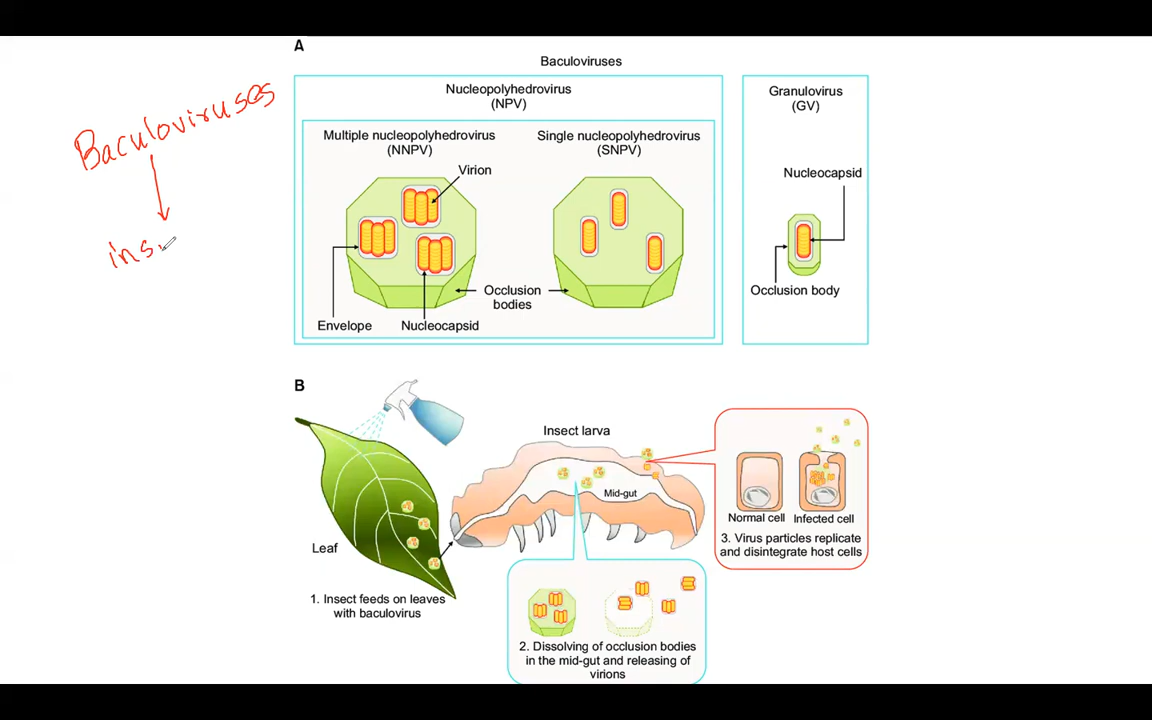 A
Baculoviruses
Baculoviruses
ins
Nucleopolyhedrovirus
(NPV)
Multiple nucleopolyhedrovirus
(NNPV)
Single nucleopolyhedrovirus
(SNPV)
Virion
Envelope
Nucleocapsid
Occlusion
bodies
Granulovirus
(GV)
Nucleocapsid
Occlusion body
B
Leaf
1. Insect feeds on leaves
with baculovirus
Insect larva
Mid-gut
2. Dissolving of occlusion bodies
in the mid-gut and releasing of
virions
Normal cell
Infected cell
3. Virus particles replicate
and disintegrate host cells